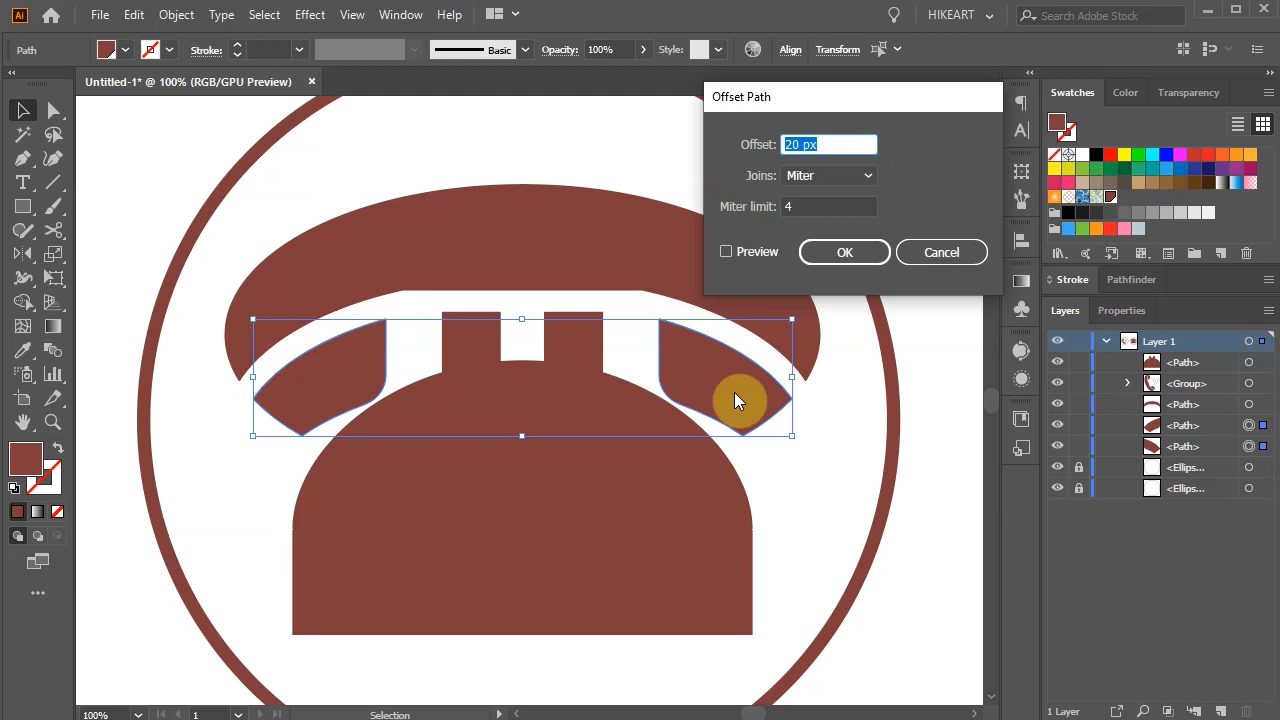 Ai File Edit Object Type Select Effect View Window Help HIKEART Search Adobe Stock
Path Stroke: Basic Opacity: 100% Style: Align Transform
Untitled-1* @ 100% (RGB/GPU Preview)
Offset Path
Offset: 20 px
Joins: Miter
Miter limit: 4
Preview OK Cancel
Swatches Color Transparency
Stroke Pathfinder
Layers Properties
Layer 1
<Path>
<Group>
<Path>
<Path>
<Path>
<Ellips...
<Ellips...
100% 1 Selection
1 Layer